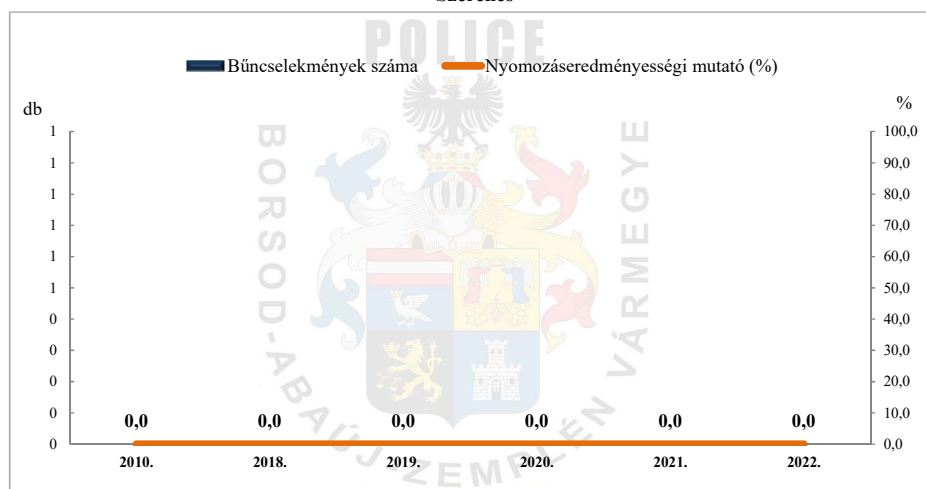 POLICE
Bűncselekmények száma Nyomozáseredményességi mutató (%)
db %
1 100,0
1 90,0
1 80,0
1 70,0
1 60,0
1 50,0
0 40,0
0 30,0
0 20,0
0 10,0
0 0,0
0,0 0,0 0,0 0,0 0,0 0,0
2010. 2018. 2019. 2020. 2021. 2022.
BORSOD-ABAÚJ-ZEMPLÉN VÁRMEGYE